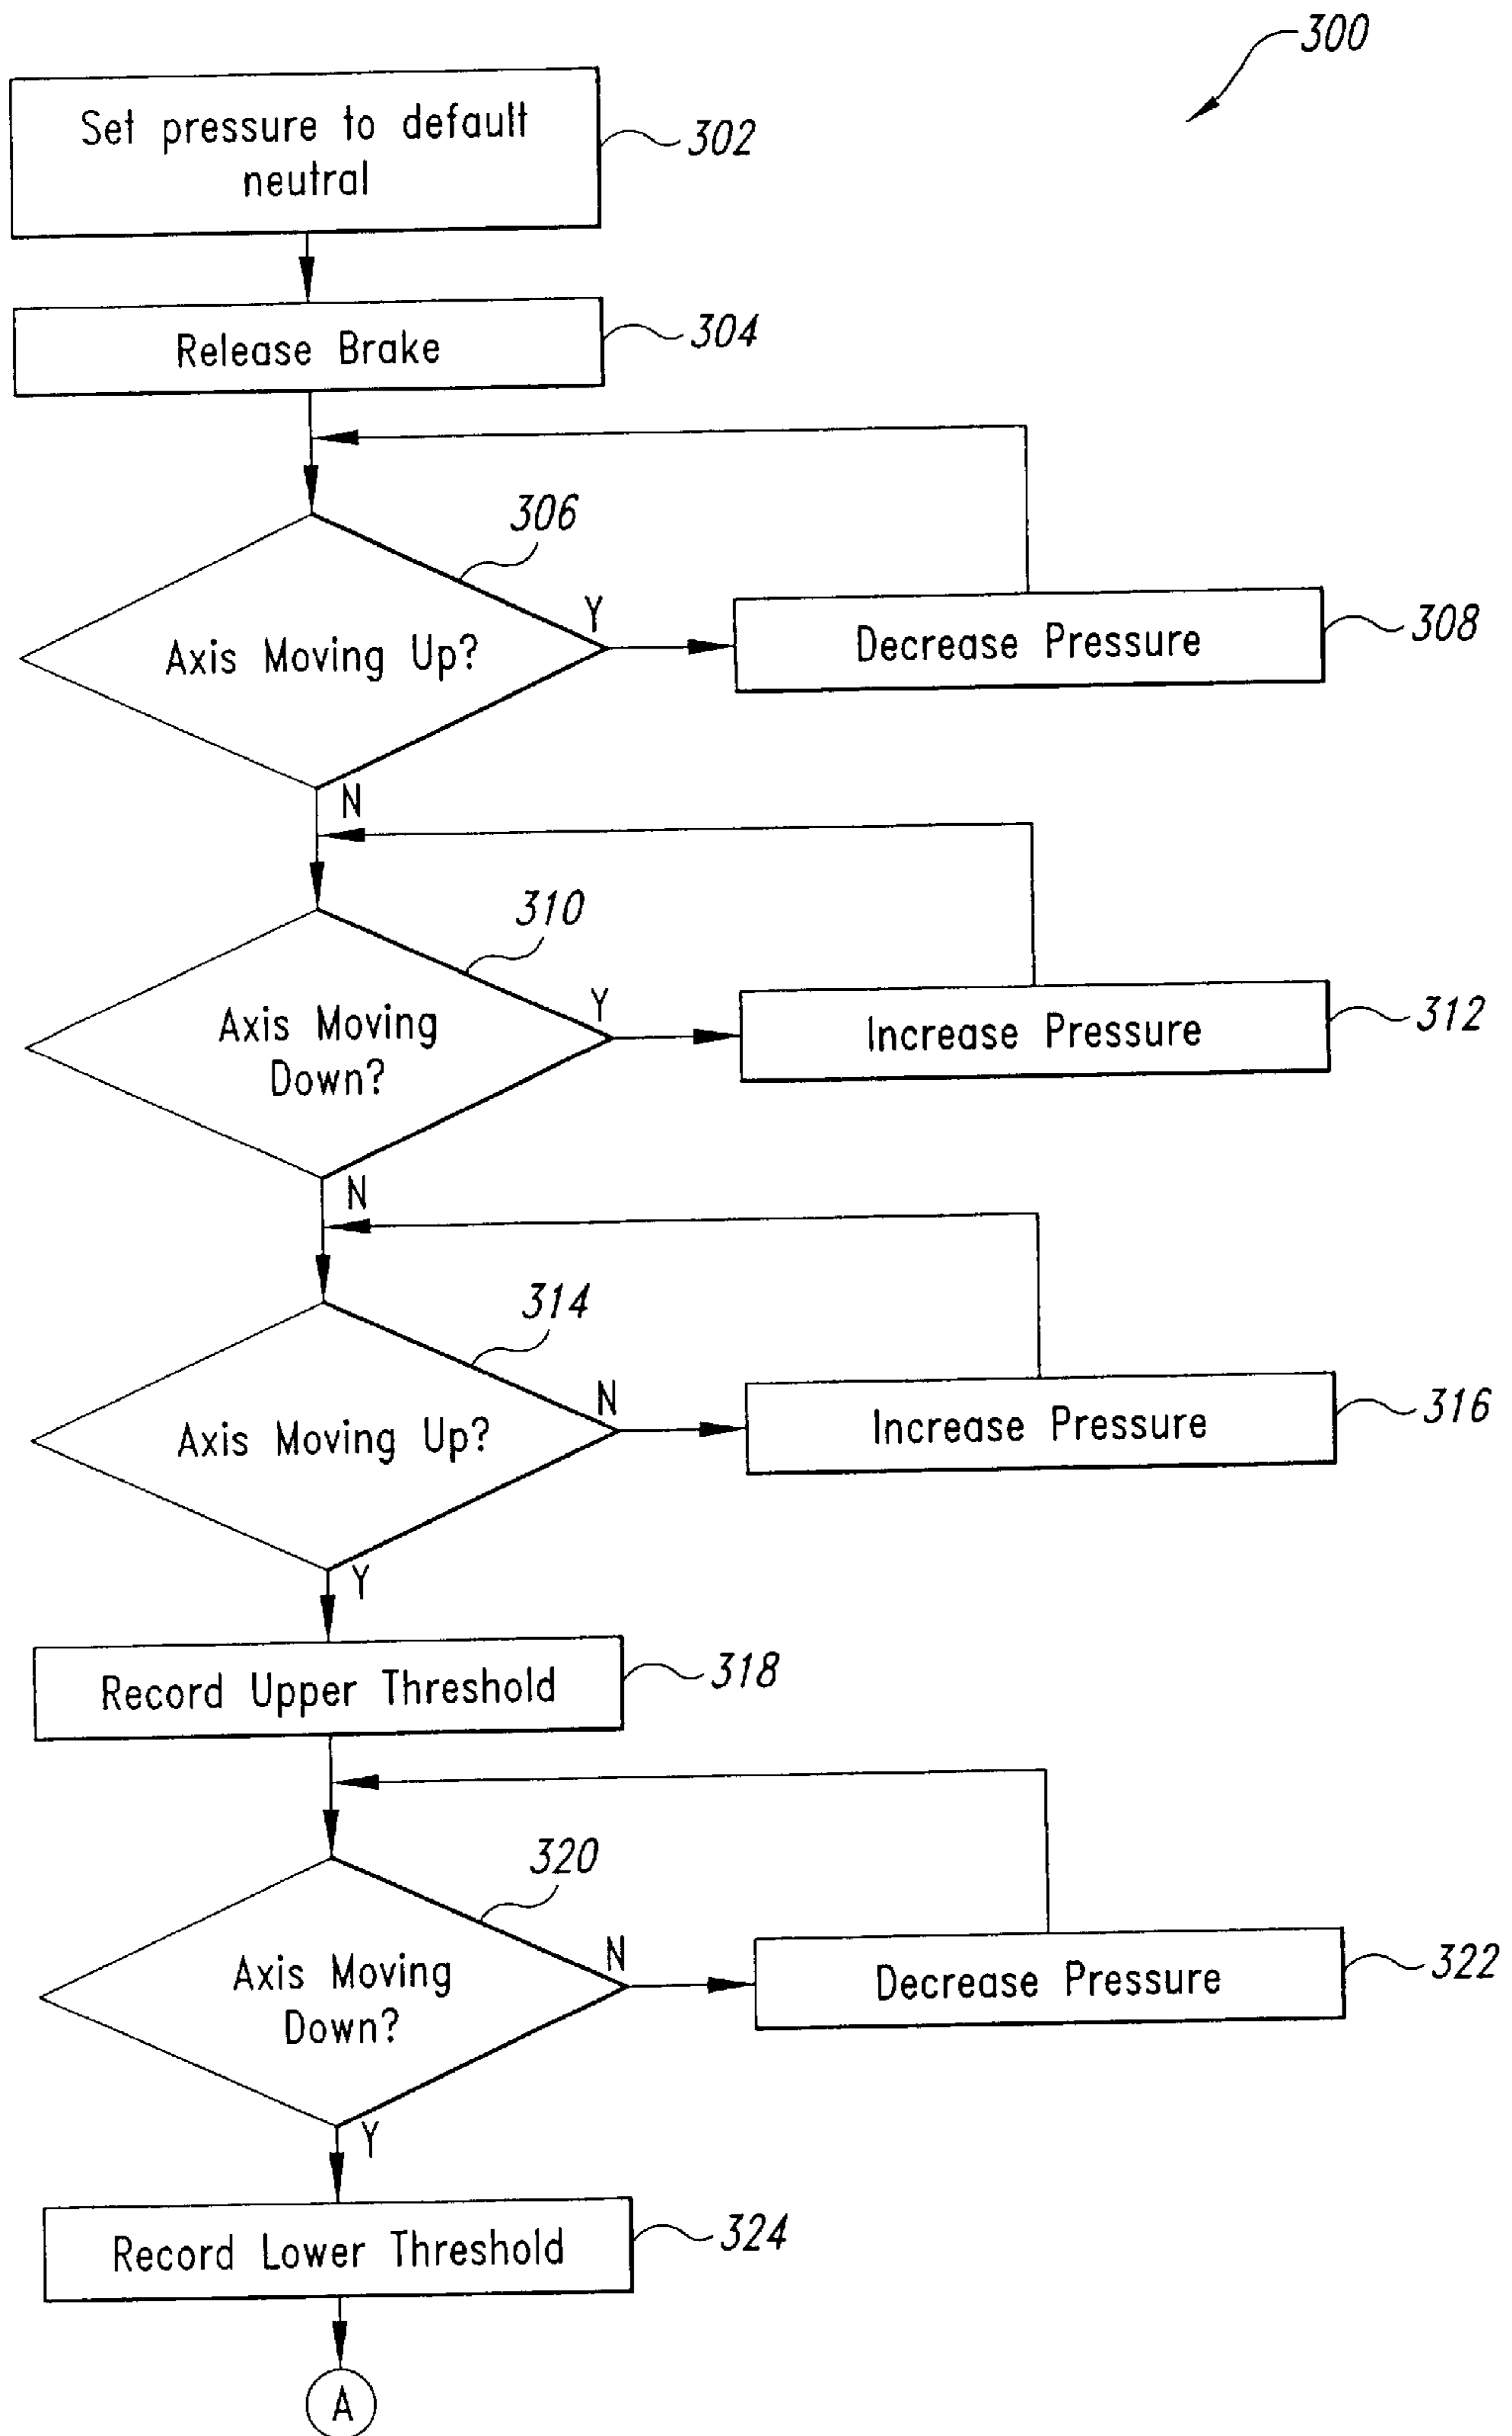 300
Set pressure to default
neutral
302
Release Brake
304
306
Axis Moving Up?
Y
Decrease Pressure
308
N
310
Axis Moving
Down?
Y
Increase Pressure
312
N
314
Axis Moving Up?
N
Increase Pressure
316
Y
Record Upper Threshold
318
320
Axis Moving
Down?
N
Decrease Pressure
322
Y
Record Lower Threshold
324
A